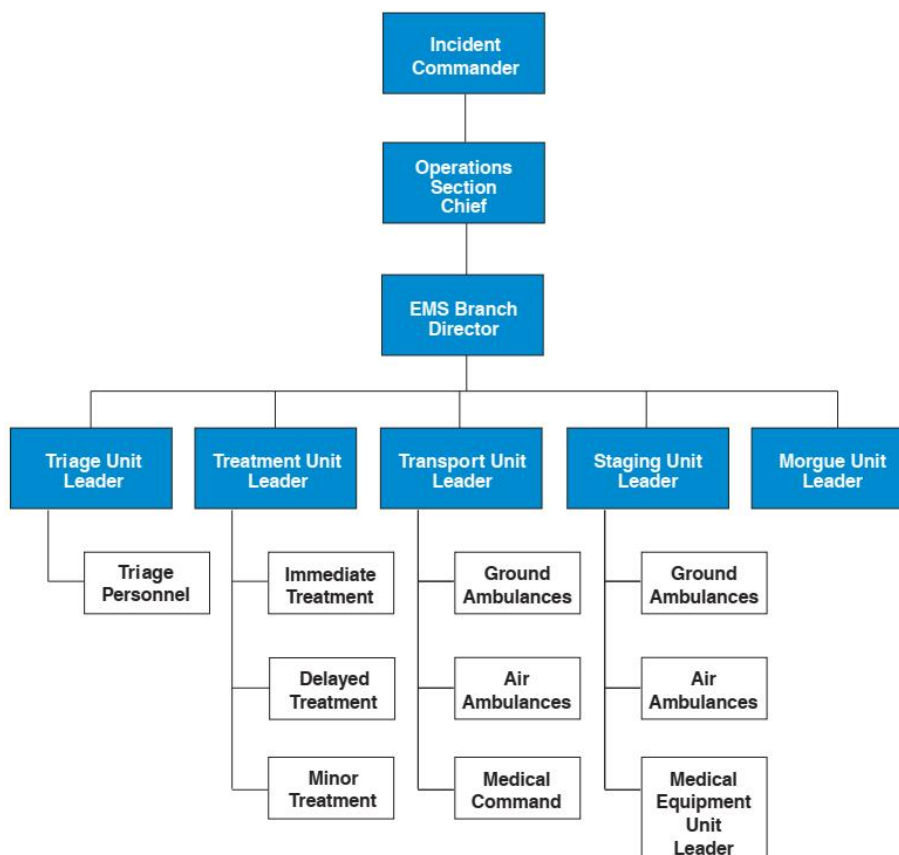 Incident
Commander
Operations
Section
Chief
EMS Branch
Director
Triage Unit
Leader
Treatment Unit
Leader
Transport Unit
Leader
Staging Unit
Leader
Morgue Unit
Leader
Triage
Personnel
Immediate
Treatment
Ground
Ambulances
Ground
Ambulances
Delayed
Treatment
Air
Ambulances
Air
Ambulances
Minor
Treatment
Medical
Command
Medical
Equipment
Unit
Leader